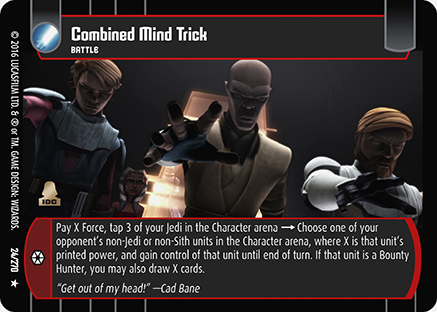 Combined Mind Trick
BATTLE
© 2016 LUCASFILM LTD. & ® OR TM. GAME DESIGN: WIZARDS.
IDC
24/270 ★
Pay X Force, tap 3 of your Jedi in the Character arena → Choose one of your
opponent's non-Jedi or non-Sith units in the Character arena, where X is that unit's
printed power, and gain control of that unit until end of turn. If that unit is a Bounty
Hunter, you may also draw X cards.
“Get out of my head!” —Cad Bane